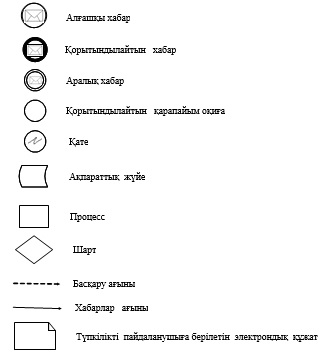 Алғашқы хабар
Қорытындылайтын хабар
Аралық хабар
Қорытындылайтын қарапайым оқиға
Қате
Ақпараттық жүйе
Процесс
Шарт
Басқару ағыны
Хабарлар ағыны
Түпкілікті пайдаланушыға берілетін электрондық құжат